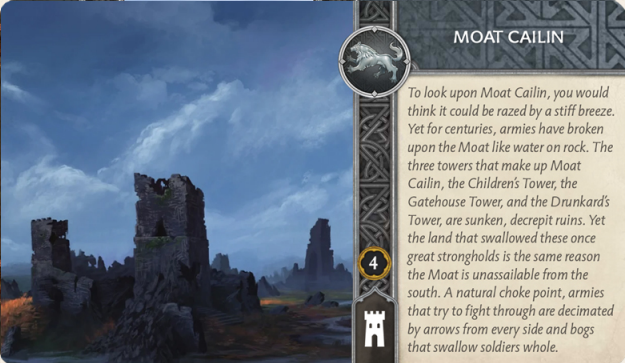 MOAT CAILIN
To look upon Moat Cailin, you would
think it could be razed by a stiff breeze.
Yet for centuries, armies have broken
upon the Moat like water on rock. The
three towers that make up Moat
Cailin, the Children's Tower, the
Gatehouse Tower, and the Drunkard's
Tower, are sunken, decrepit ruins. Yet
the land that swallowed these once
great strongholds is the same reason
the Moat is unassailable from the
south. A natural choke point, armies
that try to fight through are decimated
by arrows from every side and bogs
that swallow soldiers whole.
4